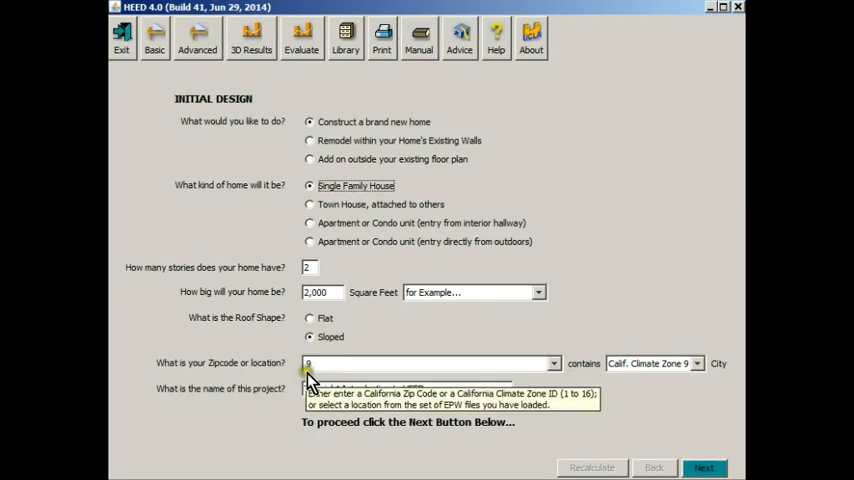 HEED 4.0 (Build 41, Jun 29, 2014)
Exit Basic Advanced 3D Results Evaluate Library Print Manual Advice Help About
UCLA
INITIAL DESIGN
What would you like to do? Construct a brand new home
Remodel within your Home's Existing Walls
Add on outside your existing floor plan
What kind of home will it be? Single Family House
Town House, attached to others
Apartment or Condo unit (entry from interior hallway)
Apartment or Condo unit (entry directly from outdoors)
How many stories does your home have? 2
How big will your home be? 2,000 Square Feet for Example...
What is the Roof Shape? Flat
Sloped
What is your Zipcode or location? 9 contains Calif. Climate Zone 9 City
What is the name of this project?
Either enter a California Zip Code or a California Climate Zone ID (1 to 16);
or select a location from the set of EPW files you have loaded.
To proceed click the Next Button Below...
Recalculate Back Next